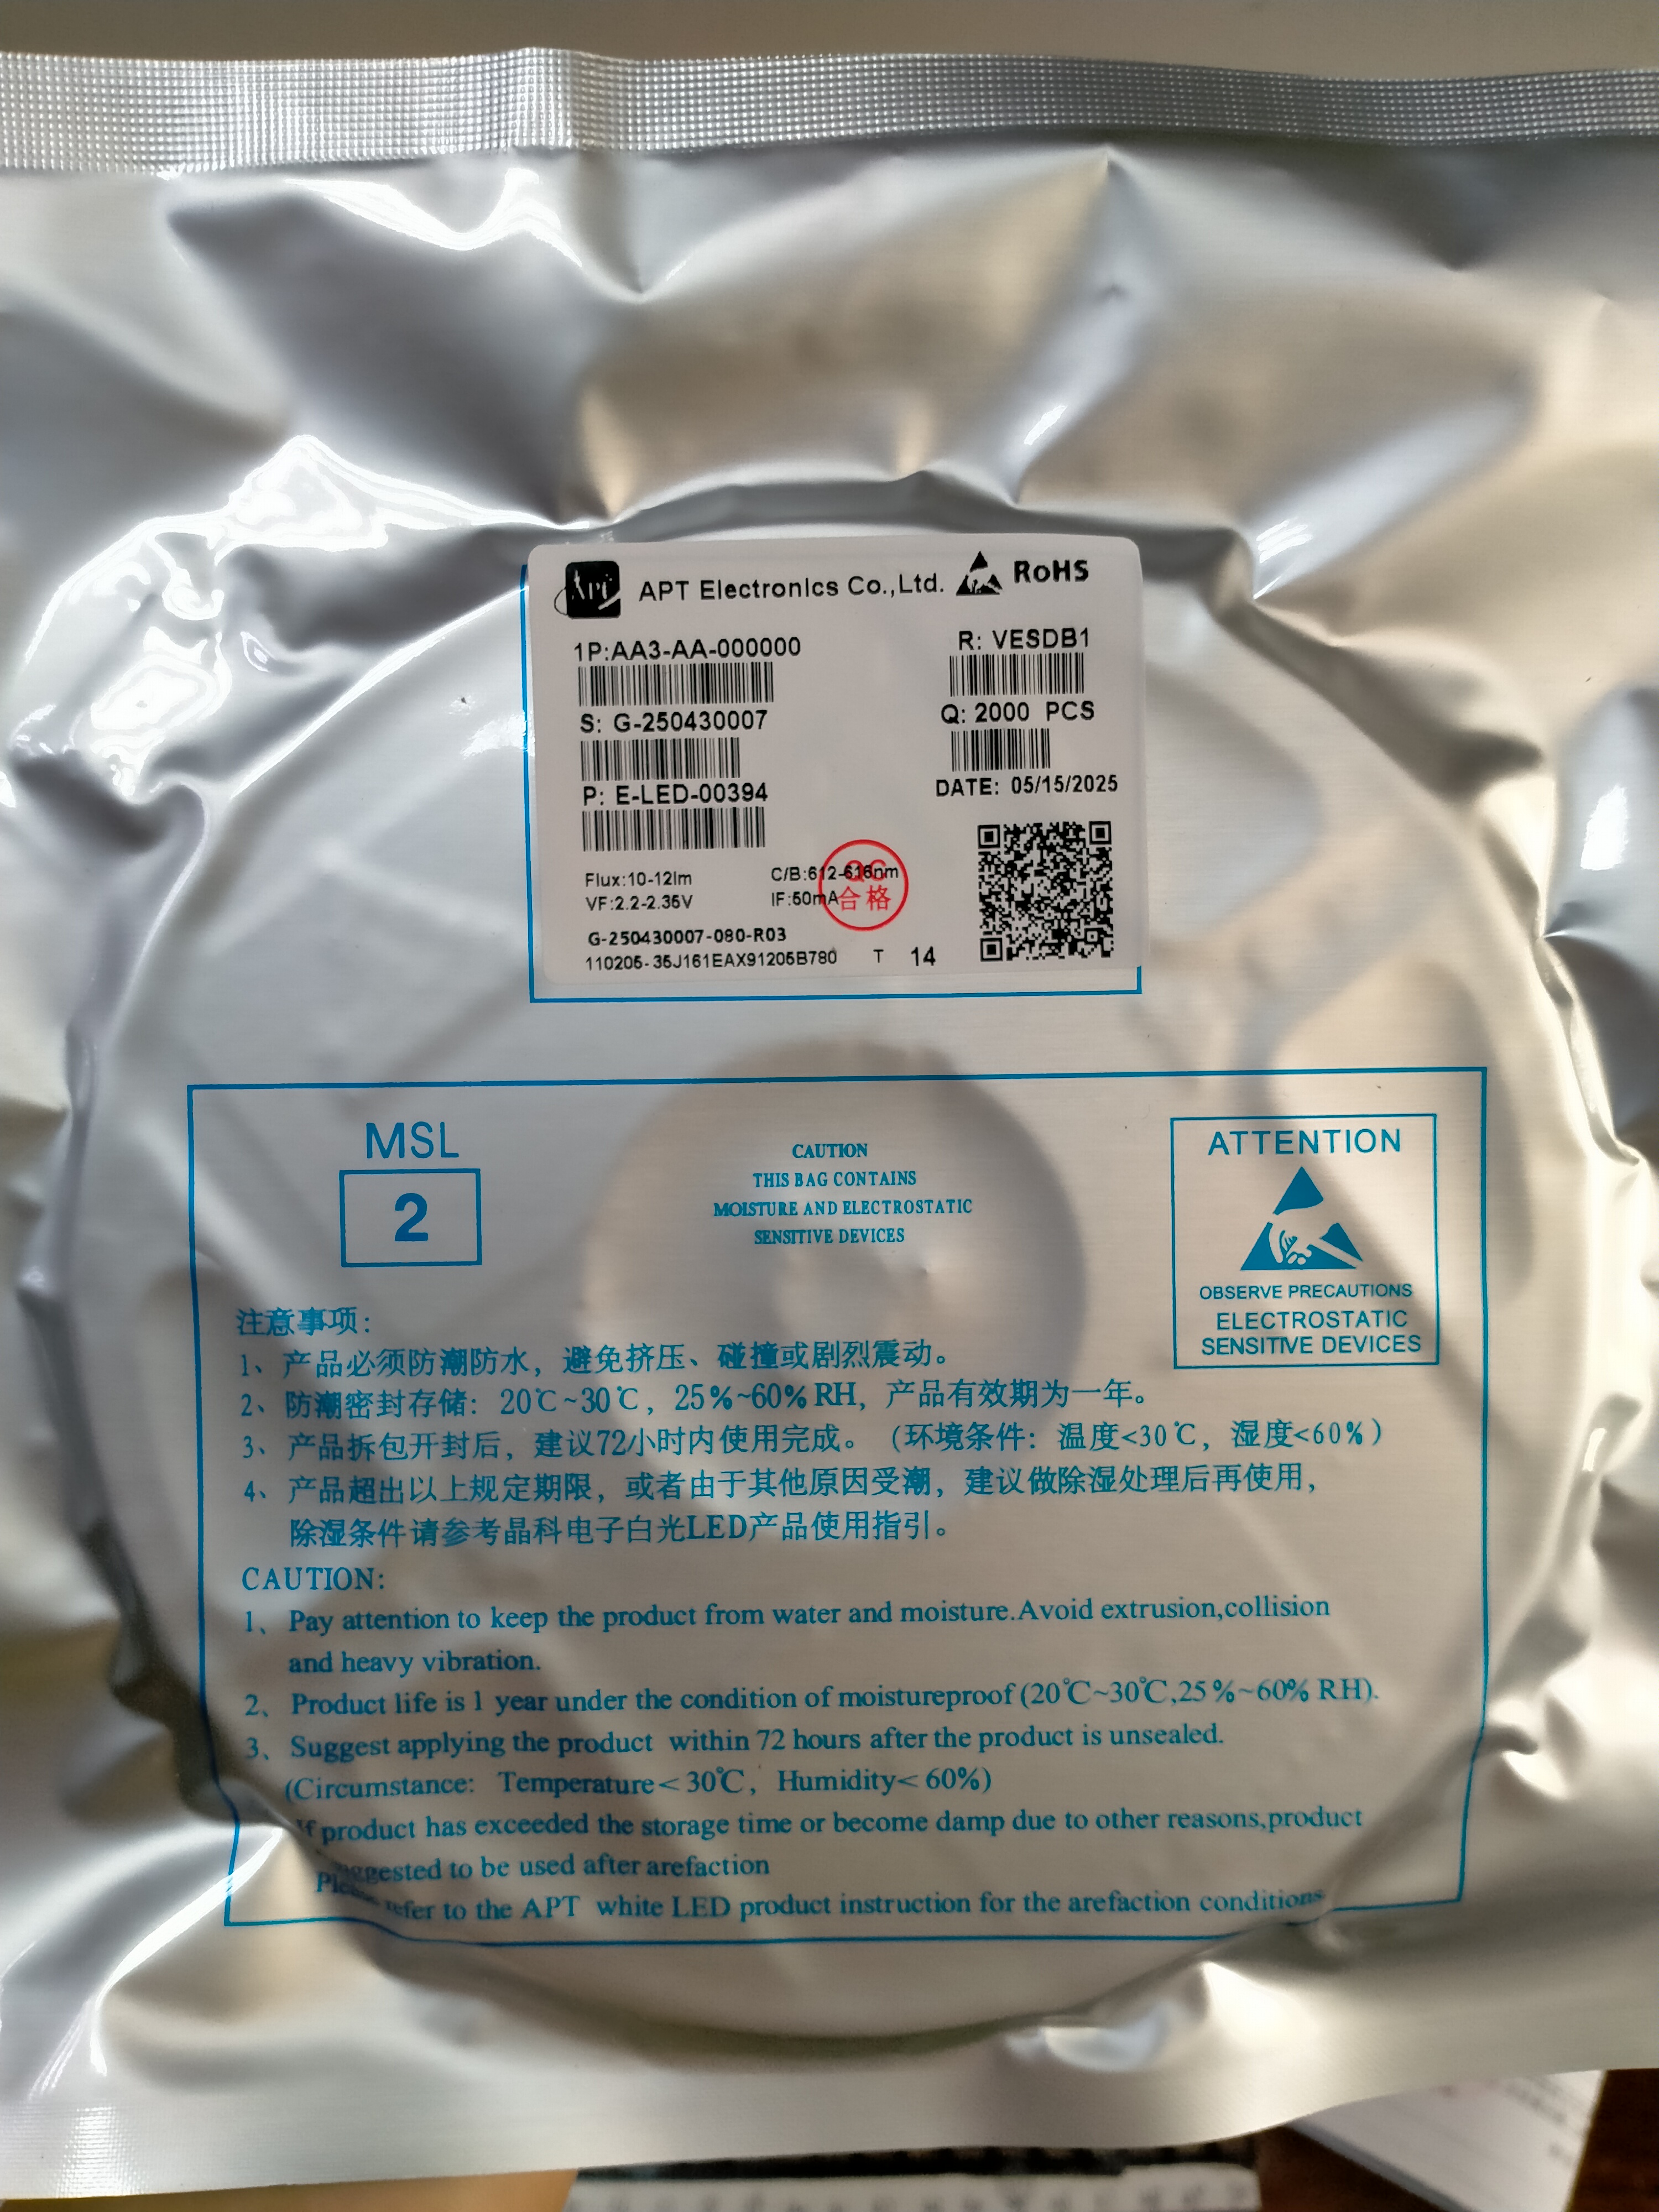 APT
APT Electronics Co.,Ltd.
RoHS
1P:AA3-AA-000000
R: VESDB1
S: G-250430007
Q: 2000 PCS
P: E-LED-00394
DATE: 05/15/2025
Flux:10-12lm
C/B:612-616nm
VF:2.2-2.35V
IF:50mA
QC
合格
G-250430007-080-R03
110205-35J161EAX91205B780 T 14
MSL
2
CAUTION
THIS BAG CONTAINS
MOISTURE AND ELECTROSTATIC
SENSITIVE DEVICES
ATTENTION
OBSERVE PRECAUTIONS
ELECTROSTATIC
SENSITIVE DEVICES
注意事项:
1、产品必须防潮防水，避免挤压、碰撞或剧烈震动。
2、防潮密封存储: 20℃~30℃, 25%~60% RH, 产品有效期为一年。
3、产品拆包开封后，建议72小时内使用完成。(环境条件: 温度<30℃, 湿度<60%)
4、产品超出以上规定期限，或者由于其他原因受潮，建议做除湿处理后再使用，
除湿条件请参考晶科电子白光LED产品使用指引。
CAUTION:
1、Pay attention to keep the product from water and moisture.Avoid extrusion,collision
and heavy vibration.
2、Product life is 1 year under the condition of moistureproof (20℃~30℃,25%~60% RH).
3、Suggest applying the product within 72 hours after the product is unsealed.
(Circumstance: Temperature< 30℃, Humidity< 60%)
If product has exceeded the storage time or become damp due to other reasons,product
to be used after arefaction
refer to the APT white LED product instruction for the arefaction conditions